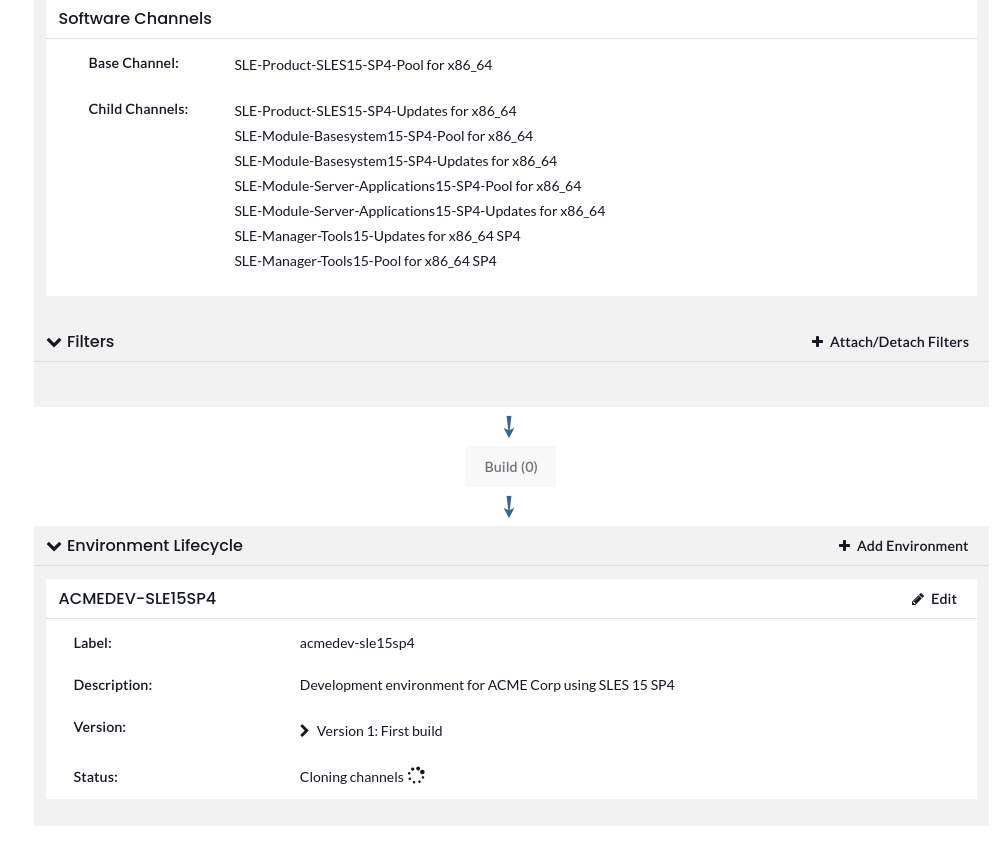 Software Channels
Base Channel:
SLE-Product-SLES15-SP4-Pool for x86_64
Child Channels:
SLE-Product-SLES15-SP4-Updates for x86_64
SLE-Module-Basesystem15-SP4-Pool for x86_64
SLE-Module-Basesystem15-SP4-Updates for x86_64
SLE-Module-Server-Applications15-SP4-Pool for x86_64
SLE-Module-Server-Applications15-SP4-Updates for x86_64
SLE-Manager-Tools15-Updates for x86_64 SP4
SLE-Manager-Tools15-Pool for x86_64 SP4
Filters
Attach/Detach Filters
Build (0)
Environment Lifecycle
Add Environment
ACMEDEV-SLE15SP4
Edit
Label:
acmedev-sle15sp4
Description:
Development environment for ACME Corp using SLES 15 SP4
Version:
Version 1: First build
Status:
Cloning channels